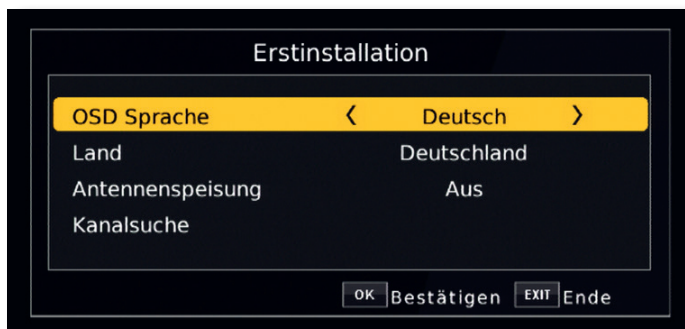 Erstinstallation
OSD Sprache ‹ Deutsch ›
Land Deutschland
Antennenspeisung Aus
Kanalsuche
OK Bestätigen EXIT Ende